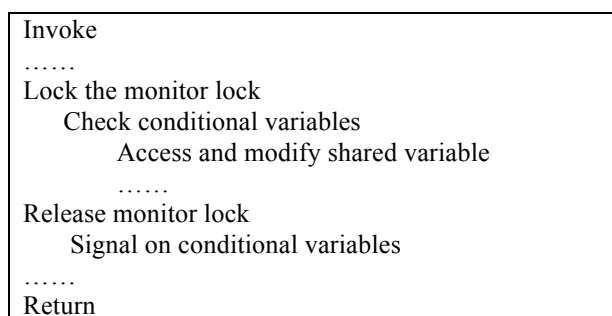 Invoke
……
Lock the monitor lock
Check conditional variables
Access and modify shared variable
……
Release monitor lock
Signal on conditional variables
……
Return